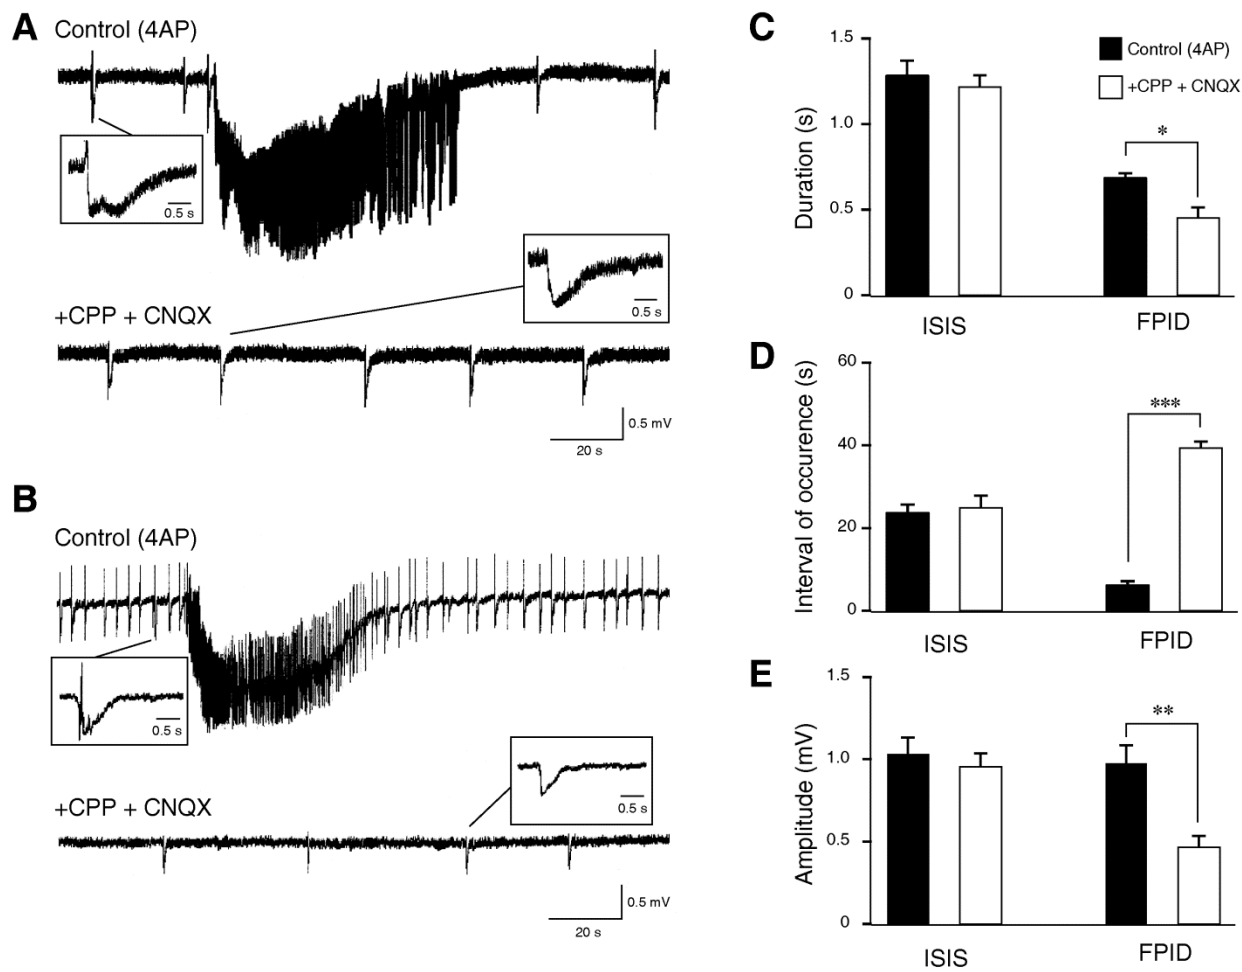 A
Control (4AP)
0.5 s
0.5 s
+CPP + CNQX
0.5 mV
20 s
B
Control (4AP)
0.5 s
0.5 s
+CPP + CNQX
0.5 mV
20 s
C
1.5
1.0
0.5
0
Duration (s)
Control (4AP)
+CPP + CNQX
*
ISIS
FPID
D
60
40
20
0
Interval of occurence (s)
***
ISIS
FPID
E
1.5
1.0
0.5
0
Amplitude (mV)
**
ISIS
FPID